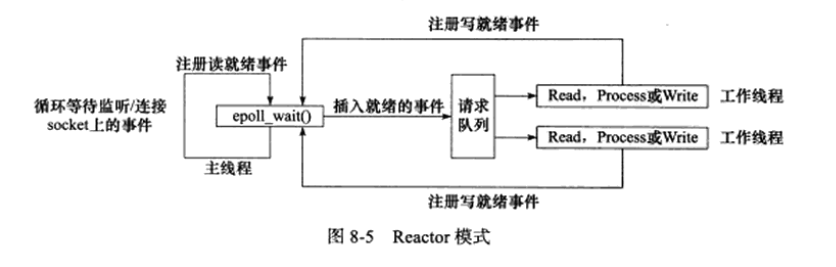 注册写就绪事件
注册读就绪事件
循环等待监听/连接
socket上的事件
epoll_wait()
插入就绪的事件
请求
队列
Read，Process或Write
工作线程
Read，Process或Write
工作线程
主线程
注册写就绪事件
图 8-5 Reactor 模式